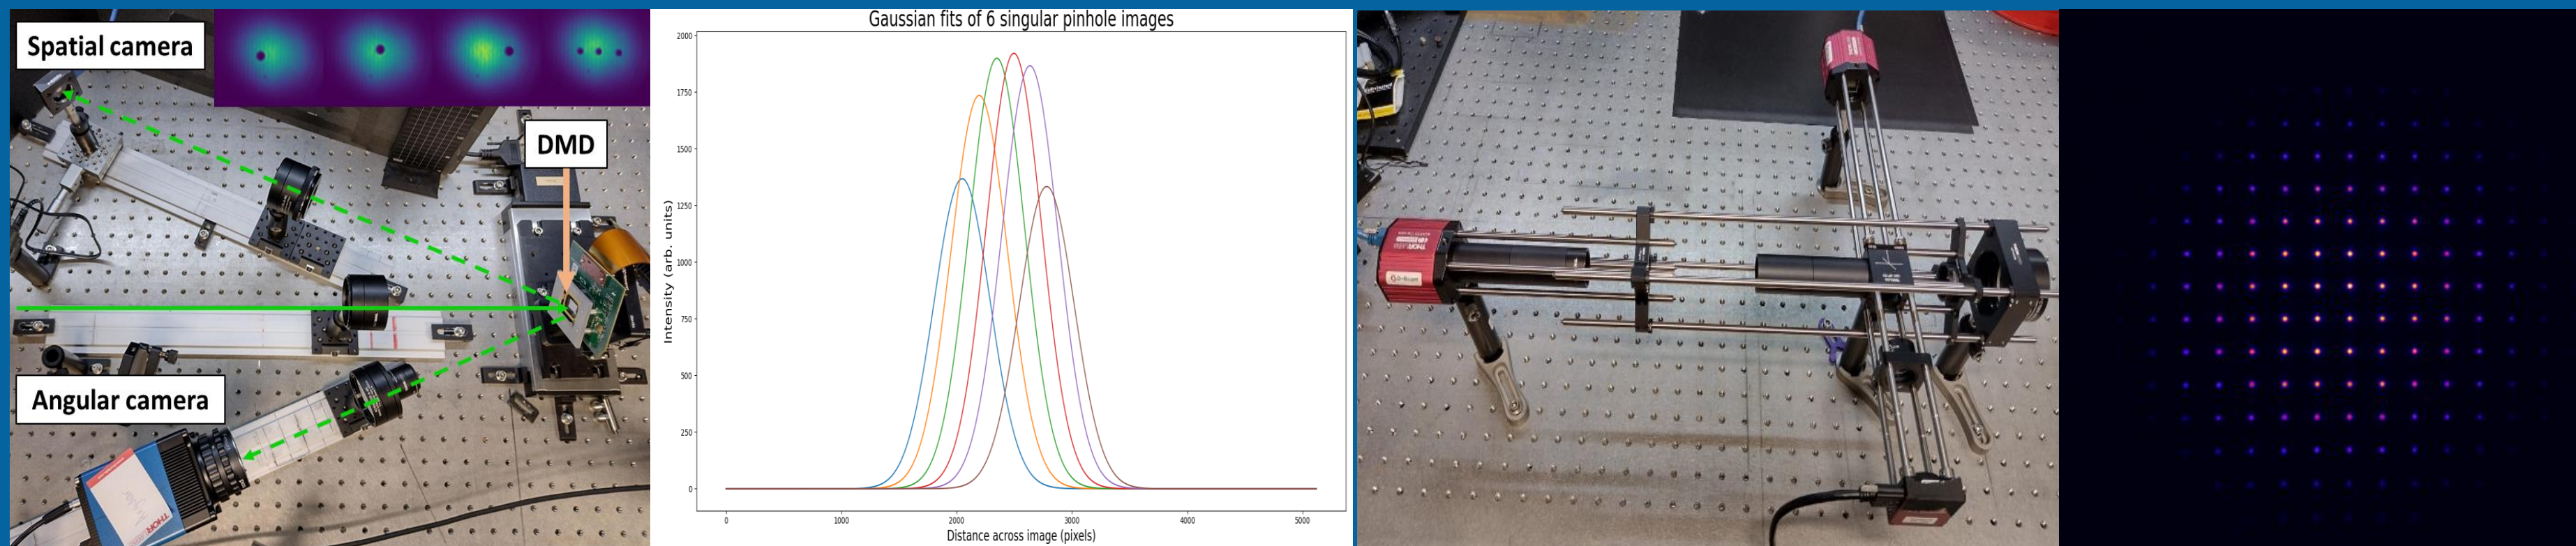 Spatial camera
DMD
Angular camera
THOR
Gaussian fits of 6 singular pinhole images
2000
1750
1500
1250
1000
750
500
250
0
Intensity (arb. units)
0 1000 2000 3000 4000 5000
Distance across image (pixels)
THORLABS